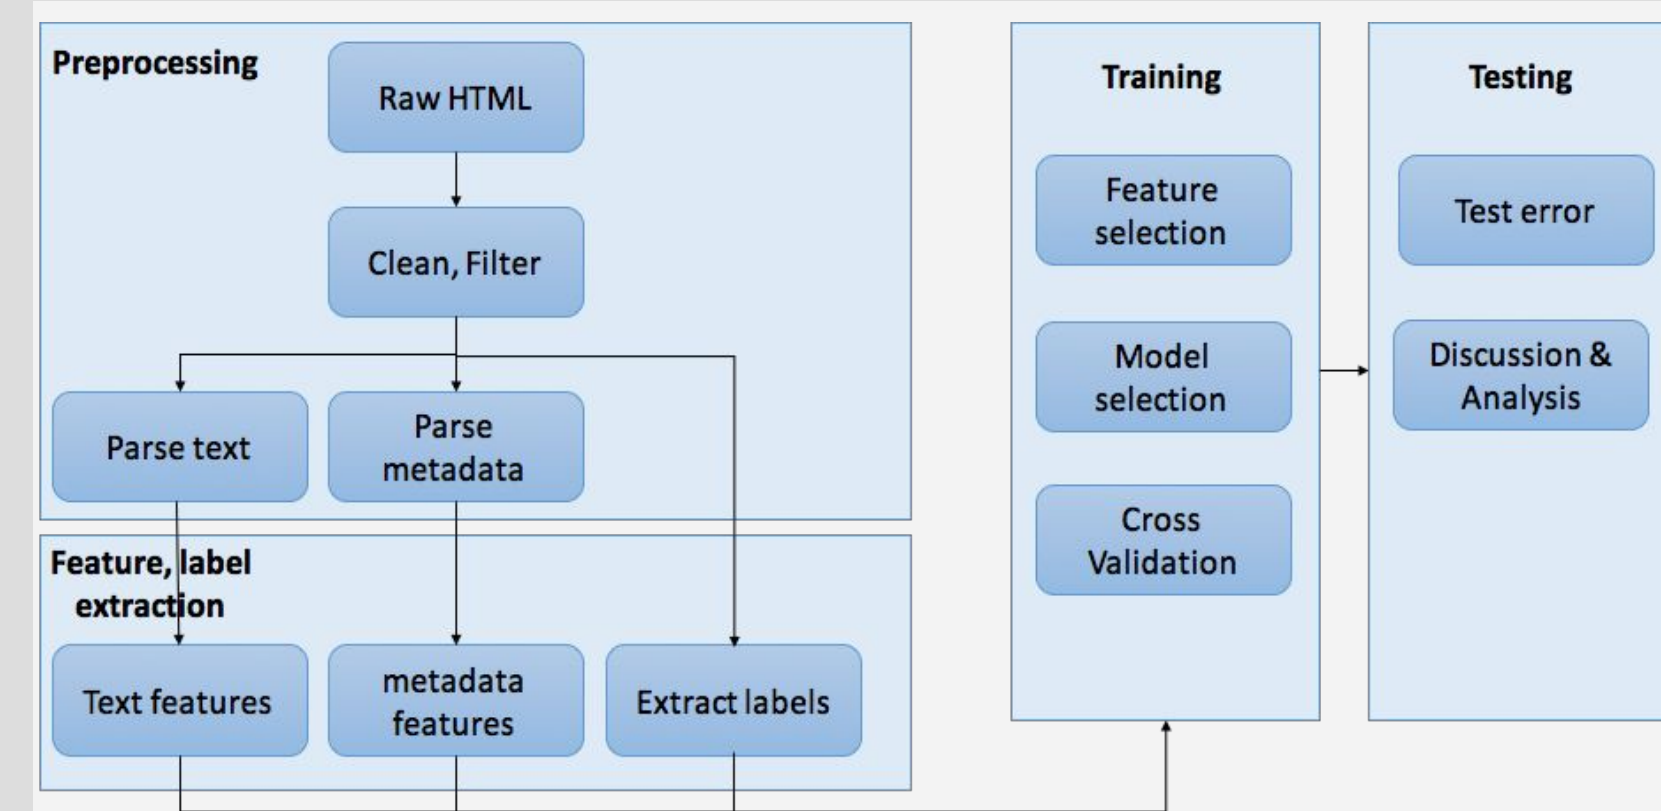 Preprocessing
Raw HTML
Clean, Filter
Parse text
Parse
metadata
Feature, label
extraction
Text features
metadata
features
Extract labels
Training
Feature
selection
Model
selection
Cross
Validation
Testing
Test error
Discussion &
Analysis